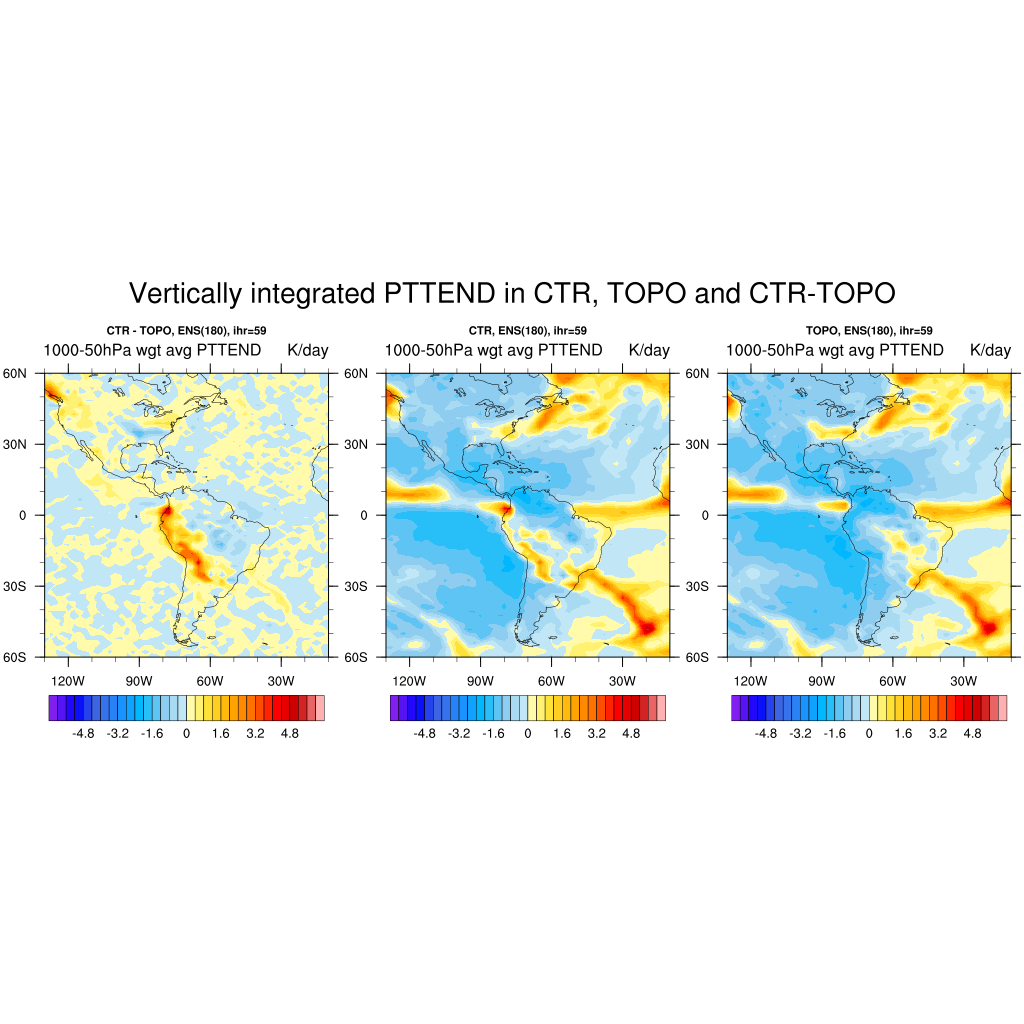 Vertically integrated PTTEND in CTR, TOPO and CTR-TOPO
CTR - TOPO, ENS(180), ihr=59
1000-50hPa wgt avg PTTEND K/day
60N
30N
0
30S
60S
120W 90W 60W 30W
-4.8 -3.2 -1.6 0 1.6 3.2 4.8
CTR, ENS(180), ihr=59
1000-50hPa wgt avg PTTEND K/day
60N
30N
0
30S
60S
120W 90W 60W 30W
-4.8 -3.2 -1.6 0 1.6 3.2 4.8
TOPO, ENS(180), ihr=59
1000-50hPa wgt avg PTTEND K/day
60N
30N
0
30S
60S
120W 90W 60W 30W
-4.8 -3.2 -1.6 0 1.6 3.2 4.8